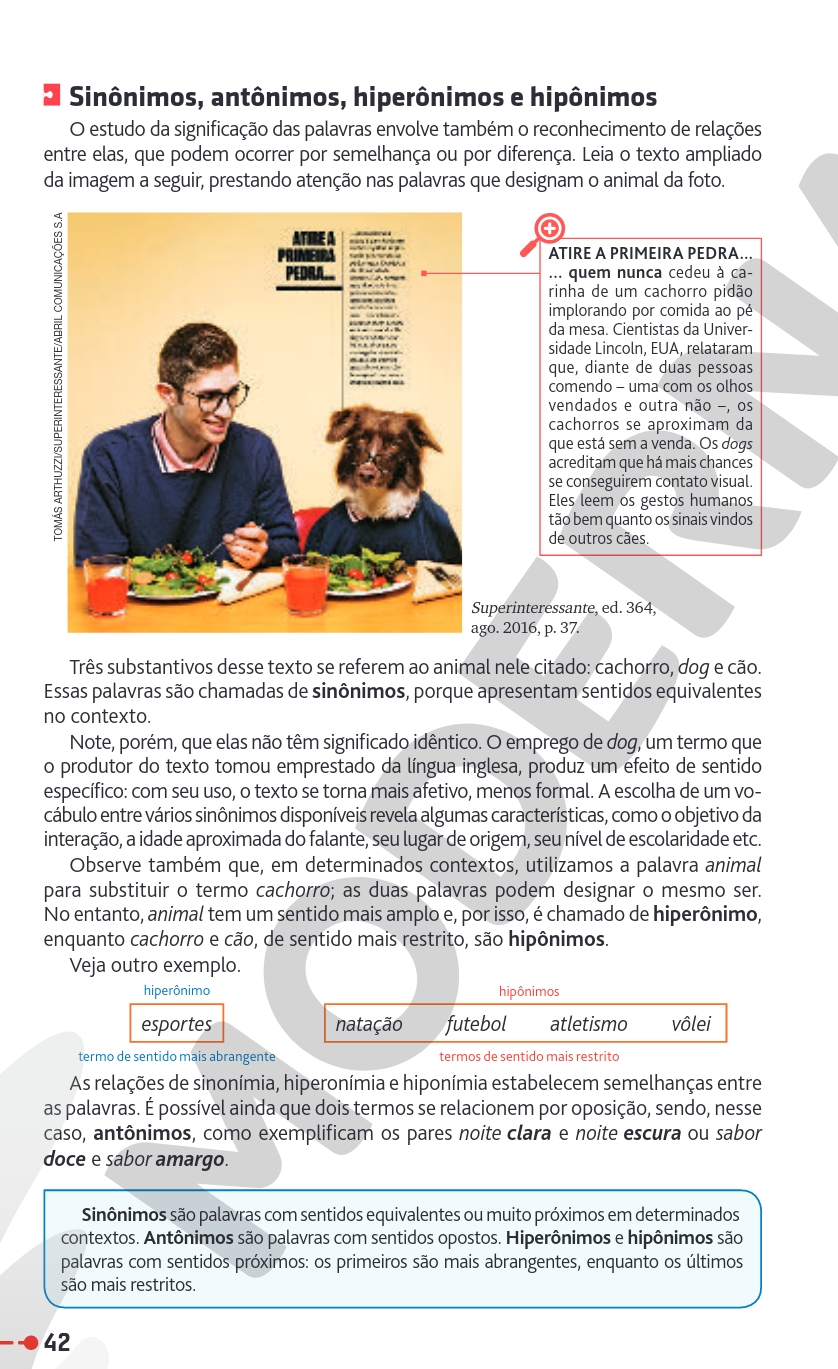 Sinônimos, antônimos, hiperônimos e hipônimos
O estudo da significação das palavras envolve também o reconhecimento de relações
entre elas, que podem ocorrer por semelhança ou por diferença. Leia o texto ampliado
da imagem a seguir, prestando atenção nas palavras que designam o animal da foto.
TOMÁS ARTHUZZI/SUPERINTERESSANTE/ABRIL COMUNICAÇÕES S.A
ATIRE A
PRIMEIRA
PEDRA...
ATIRE A PRIMEIRA PEDRA...
... quem nunca cedeu à ca-
rinha de um cachorro pidão
implorando por comida ao pé
da mesa. Cientistas da Univer-
sidade Lincoln, EUA, relataram
que, diante de duas pessoas
comendo – uma com os olhos
vendados e outra não –, os
cachorros se aproximam da
que está sem a venda. Os dogs
acreditam que há mais chances
se conseguirem contato visual.
Eles leem os gestos humanos
tão bem quanto os sinais vindos
de outros cães.
Superinteressante, ed. 364,
ago. 2016, p. 37.
Três substantivos desse texto se referem ao animal nele citado: cachorro, dog e cão.
Essas palavras são chamadas de sinônimos, porque apresentam sentidos equivalentes
no contexto.
Note, porém, que elas não têm significado idêntico. O emprego de dog, um termo que
o produtor do texto tomou emprestado da língua inglesa, produz um efeito de sentido
específico: com seu uso, o texto se torna mais afetivo, menos formal. A escolha de um vo-
cábulo entre vários sinônimos disponíveis revela algumas características, como o objetivo da
interação, a idade aproximada do falante, seu lugar de origem, seu nível de escolaridade etc.
Observe também que, em determinados contextos, utilizamos a palavra animal
para substituir o termo cachorro; as duas palavras podem designar o mesmo ser.
No entanto, animal tem um sentido mais amplo e, por isso, é chamado de hiperônimo,
enquanto cachorro e cão, de sentido mais restrito, são hipônimos.
Veja outro exemplo.
hiperônimo
hipônimos
esportes
natação futebol atletismo vôlei
termo de sentido mais abrangente
termos de sentido mais restrito
As relações de sinonímia, hiperonímia e hiponímia estabelecem semelhanças entre
as palavras. É possível ainda que dois termos se relacionem por oposição, sendo, nesse
caso, antônimos, como exemplificam os pares noite clara e noite escura ou sabor
doce e sabor amargo.
Sinônimos são palavras com sentidos equivalentes ou muito próximos em determinados
contextos. Antônimos são palavras com sentidos opostos. Hiperônimos e hipônimos são
palavras com sentidos próximos: os primeiros são mais abrangentes, enquanto os últimos
são mais restritos.
42
MODERNA